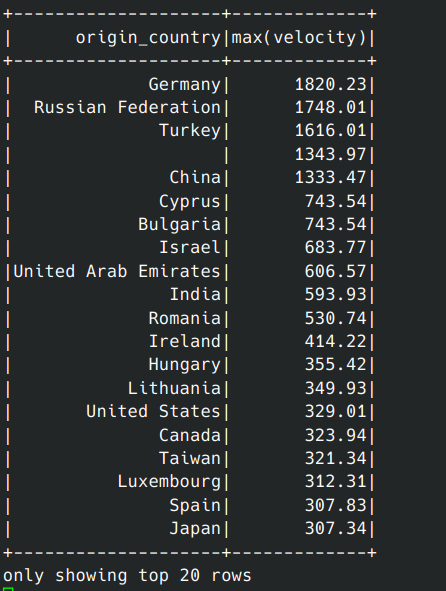 +--------------------+-------------+
|      origin_country|max(velocity)|
+--------------------+-------------+
|             Germany|      1820.23|
|  Russian Federation|      1748.01|
|              Turkey|      1616.01|
|                    |      1343.97|
|               China|      1333.47|
|              Cyprus|       743.54|
|            Bulgaria|       743.54|
|              Israel|       683.77|
|United Arab Emirates|       606.57|
|               India|       593.93|
|             Romania|       530.74|
|             Ireland|       414.22|
|             Hungary|       355.42|
|           Lithuania|       349.93|
|       United States|       329.01|
|              Canada|       323.94|
|              Taiwan|       321.34|
|          Luxembourg|       312.31|
|               Spain|       307.83|
|               Japan|       307.34|
+--------------------+-------------+
only showing top 20 rows